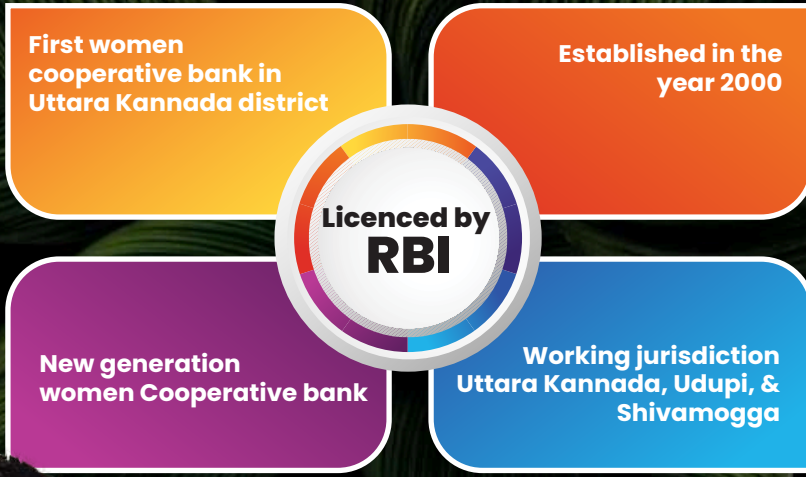 First women
cooperative bank in
Uttara Kannada district
Established in the
year 2000
Licenced by
RBI
New generation
women Cooperative bank
Working jurisdiction
Uttara Kannada, Udupi, &
Shivamogga